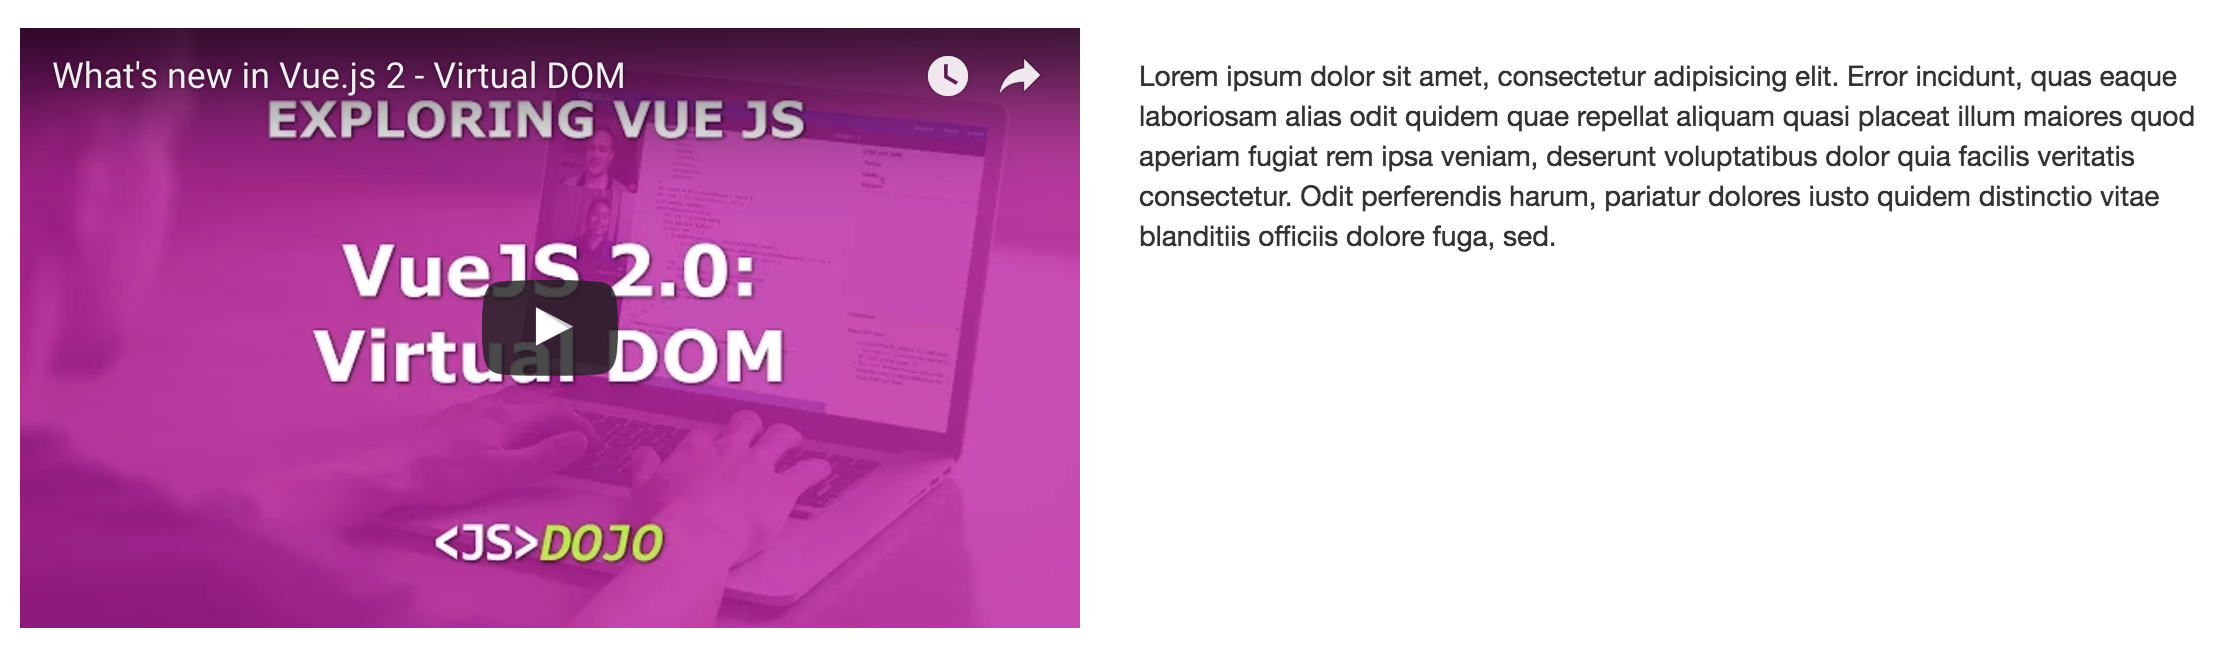 What's new in Vue.js 2 - Virtual DOM
EXPLORING VUE JS
VueJS 2.0:
Virtual DOM
<JS>DOJO
Lorem ipsum dolor sit amet, consectetur adipisicing elit. Error incidunt, quas eaque
laboriosam alias odit quidem quae repellat aliquam quasi placeat illum maiores quod
aperiam fugiat rem ipsa veniam, deserunt voluptatibus dolor quia facilis veritatis
consectetur. Odit perferendis harum, pariatur dolores iusto quidem distinctio vitae
blanditiis officiis dolore fuga, sed.